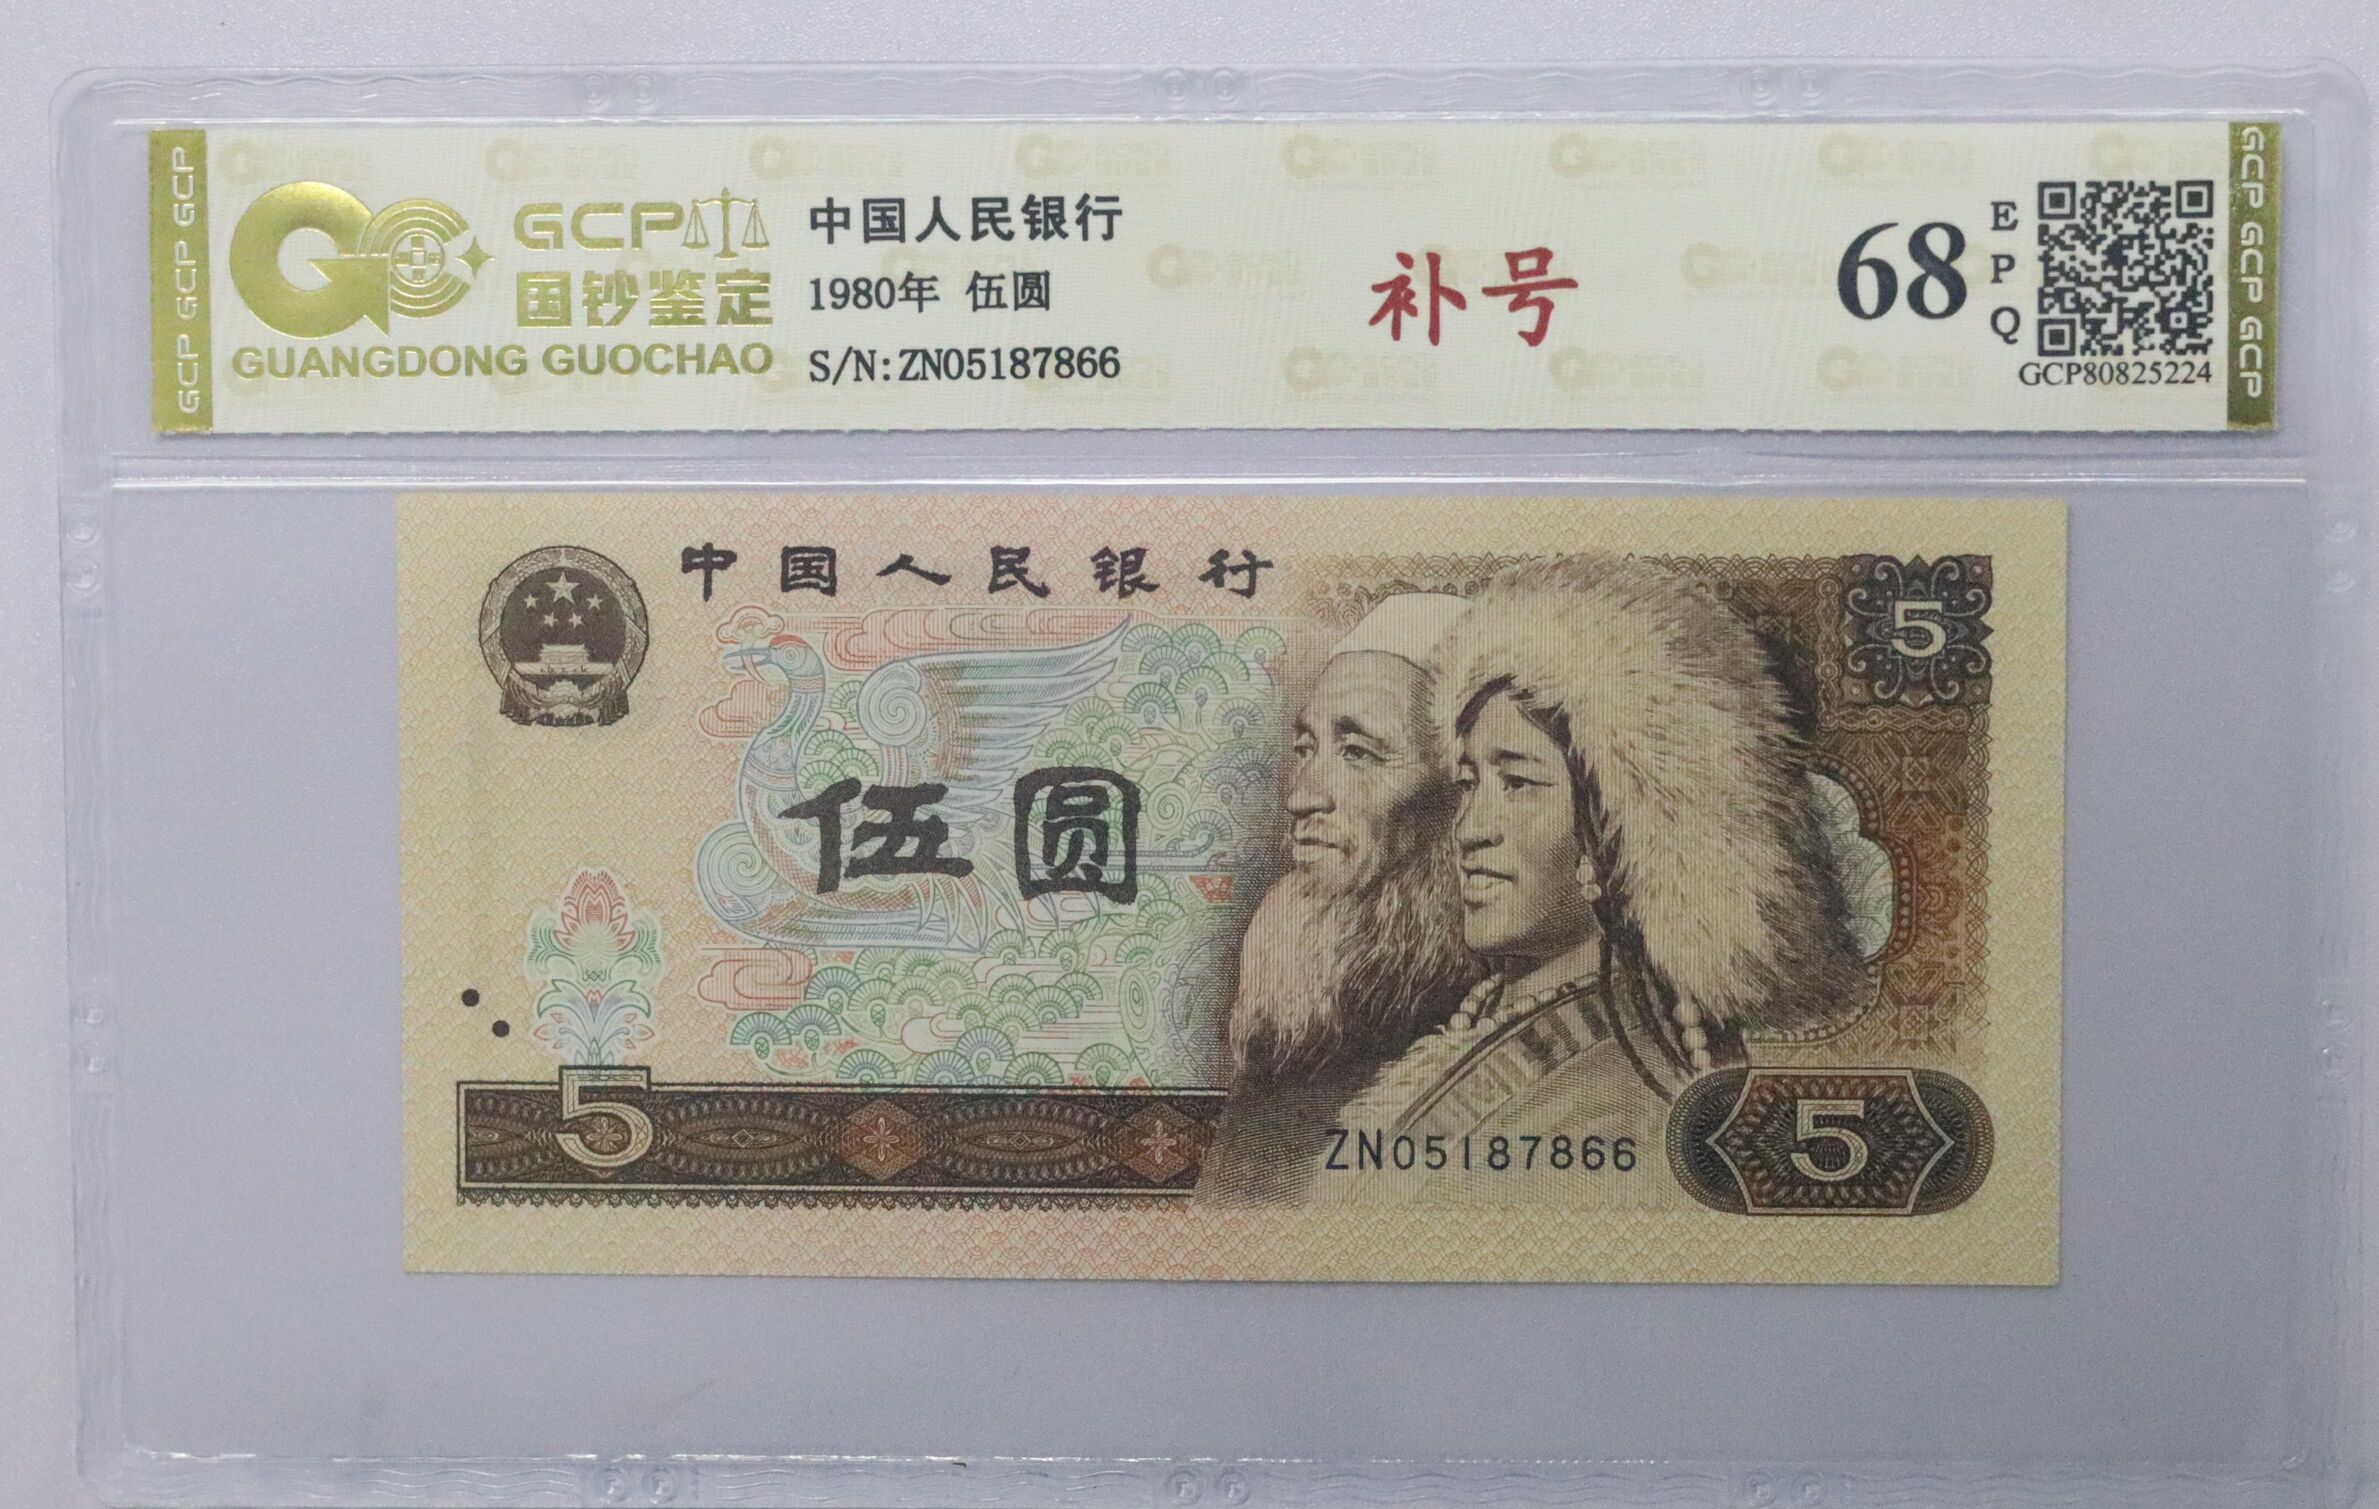 GCP GCP GCP
GCP
国钞鉴定
GUANGDONG GUOCHAO
中国人民银行
1980年 伍圆
S/N:ZN05187866
补号
68
EPQ
GCP80825224
GCP GCP GCP
中国人民银行
5
伍圆
5
ZN05187866
5